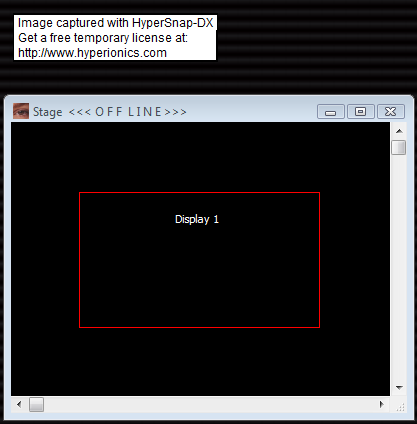 Image captured with HyperSnap-DX
Get a free temporary license at:
http://www.hyperionics.com
Stage <<< O F F L I N E >>>
Display 1